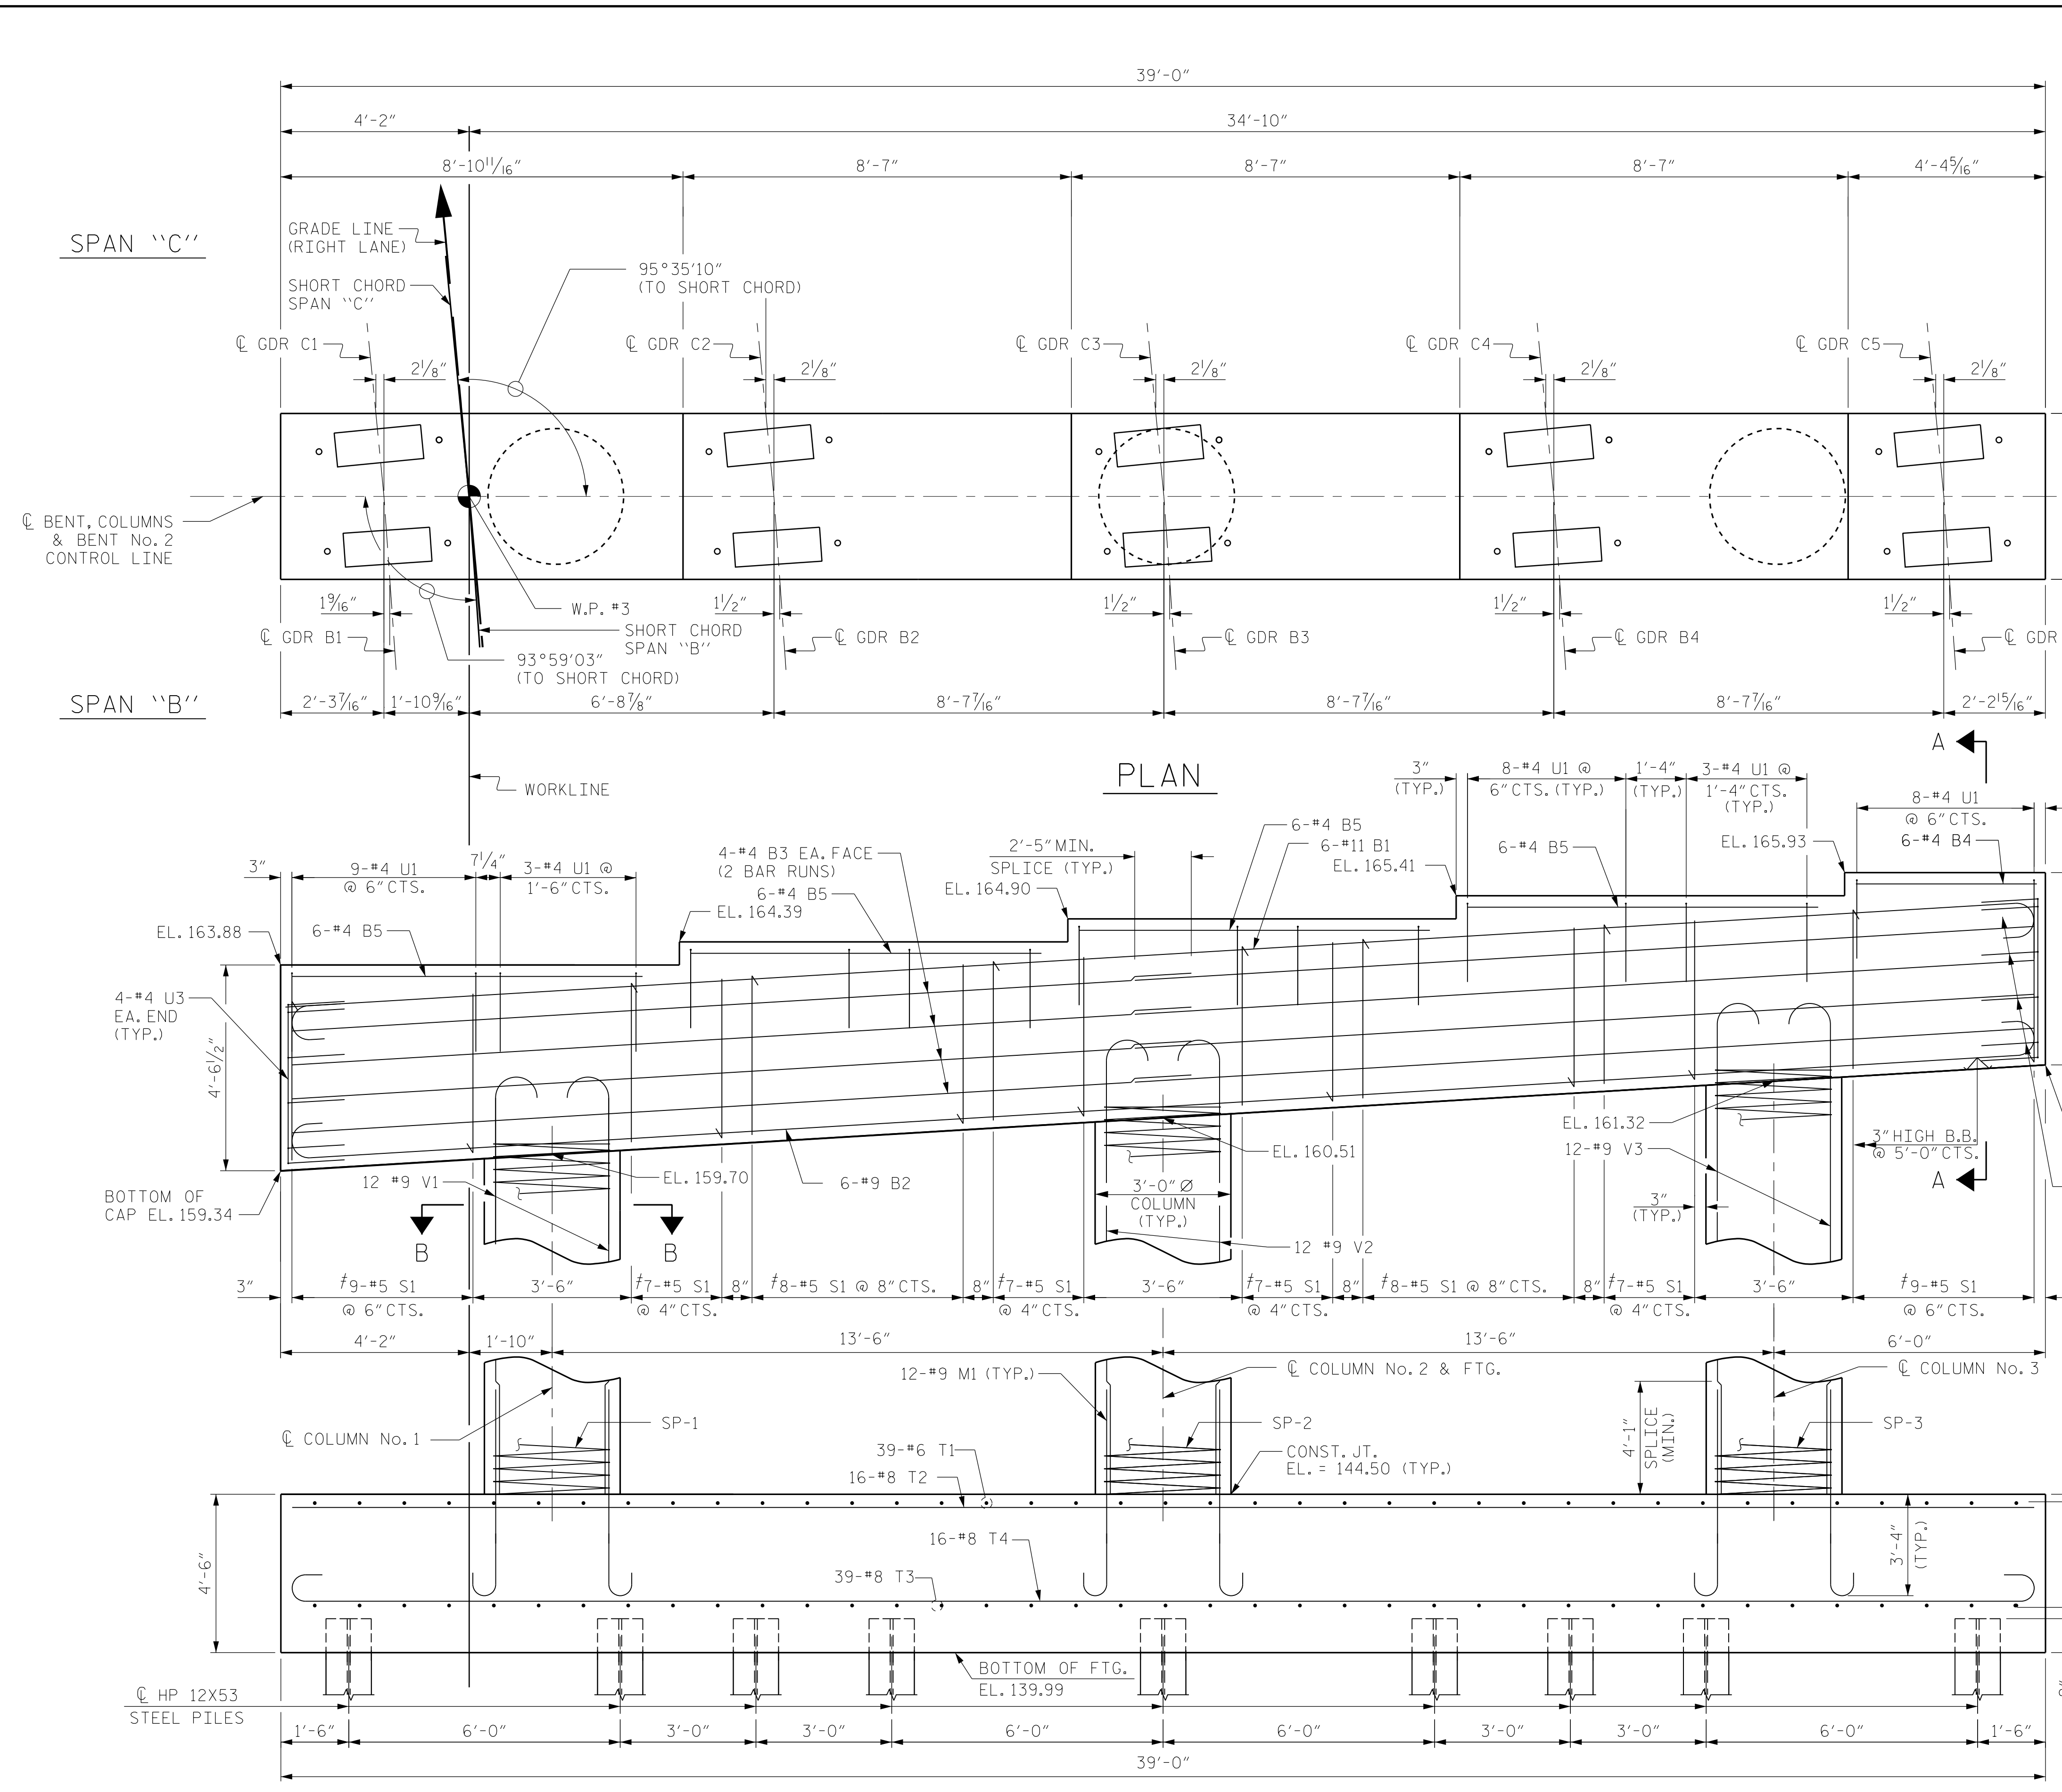 39'-0"
4'-2"
34'-10"
8'-10 11/16"
8'-7"
8'-7"
8'-7"
4'-4 5/16"
SPAN "C"
GRADE LINE
(RIGHT LANE)
SHORT CHORD
SPAN "C"
95°35'10"
(TO SHORT CHORD)
℄ GDR C1
℄ GDR C2
℄ GDR C3
℄ GDR C4
℄ GDR C5
2 1/8"
2 1/8"
2 1/8"
2 1/8"
2 1/8"
℄ BENT, COLUMNS
& BENT No. 2
CONTROL LINE
1 9/16"
1 1/2"
1 1/2"
1 1/2"
1 1/2"
W.P. #3
℄ GDR B1
SHORT CHORD
SPAN "B"
℄ GDR B2
℄ GDR B3
℄ GDR B4
℄ GDR
93°59'03"
(TO SHORT CHORD)
SPAN "B"
2'-3 7/16"
1'-10 9/16"
6'-8 7/8"
8'-7 7/16"
8'-7 7/16"
8'-7 7/16"
2'-2 15/16"
WORKLINE
PLAN
A
3"
(TYP.)
8-#4 U1 @
6" CTS. (TYP.)
1'-4"
(TYP.)
3-#4 U1 @
1'-4" CTS.
(TYP.)
8-#4 U1
@ 6" CTS.
3"
9-#4 U1
@ 6" CTS.
7 1/4"
3-#4 U1 @
1'-6" CTS.
4-#4 B3 EA. FACE
(2 BAR RUNS)
6-#4 B5
EL. 164.39
2'-5" MIN.
SPLICE (TYP.)
EL. 164.90
6-#4 B5
6-#11 B1
EL. 165.41
6-#4 B5
EL. 165.93
6-#4 B4
EL. 163.88
6-#4 B5
4-#4 U3
EA. END
(TYP.)
4'-6 1/2"
BOTTOM OF
CAP EL. 159.34
12 #9 V1
EL. 159.70
6-#9 B2
3'-0" Ø
COLUMN
(TYP.)
EL. 160.51
12 #9 V2
EL. 161.32
12-#9 V3
3"
(TYP.)
3" HIGH B.B.
@ 5'-0" CTS.
A
B
B
3"
ᚋ9-#5 S1
@ 6" CTS.
3'-6"
ᚋ7-#5 S1
@ 4" CTS.
8"
ᚋ8-#5 S1 @ 8" CTS.
8"
ᚋ7-#5 S1
@ 4" CTS.
3'-6"
ᚋ7-#5 S1
@ 4" CTS.
8"
ᚋ8-#5 S1 @ 8" CTS.
8"
ᚋ7-#5 S1
@ 4" CTS.
3'-6"
ᚋ9-#5 S1
@ 6" CTS.
4'-2"
1'-10"
13'-6"
13'-6"
6'-0"
℄ COLUMN No. 1
SP-1
12-#9 M1 (TYP.)
℄ COLUMN No. 2 & FTG.
SP-2
℄ COLUMN No. 3
SP-3
4'-1"
SPLICE
(MIN.)
39-#6 T1
16-#8 T2
CONST. JT.
EL. = 144.50 (TYP.)
16-#8 T4
39-#8 T3
4'-6"
3'-4"
(TYP.)
BOTTOM OF FTG.
EL. 139.99
℄ HP 12X53
STEEL PILES
1'-6"
6'-0"
3'-0"
3'-0"
6'-0"
6'-0"
3'-0"
3'-0"
6'-0"
1'-6"
39'-0"